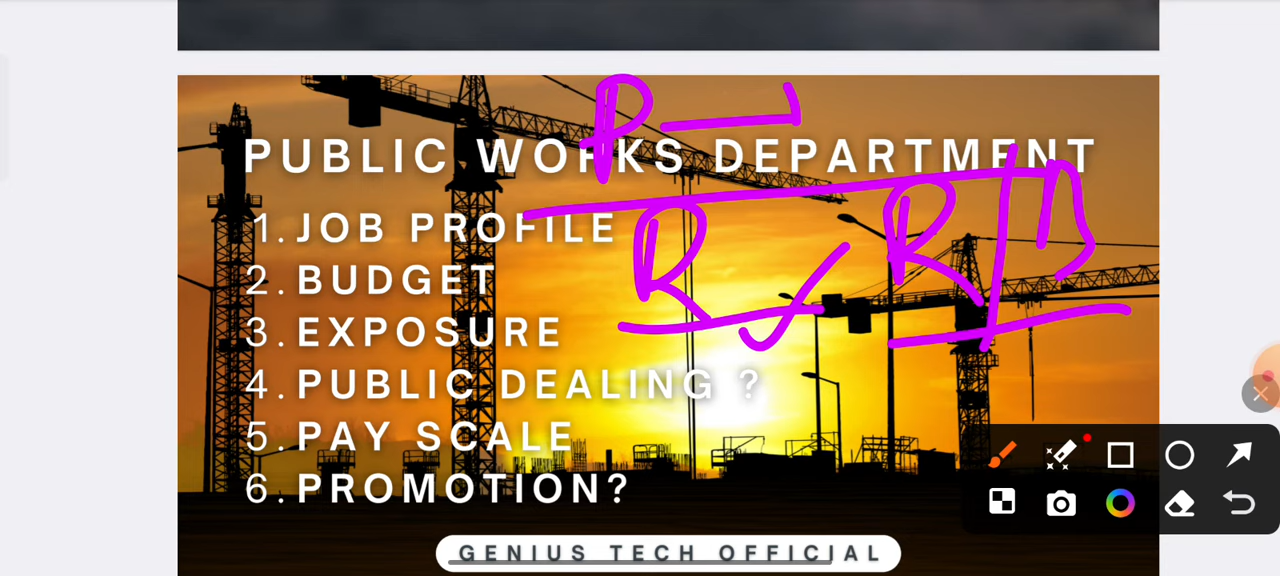 PUBLIC WORKS DEPARTMENT
1. JOB PROFILE
2. BUDGET
3. EXPOSURE
4. PUBLIC DEALING ?
5. PAY SCALE
6. PROMOTION?
GENIUS TECH OFFICIAL